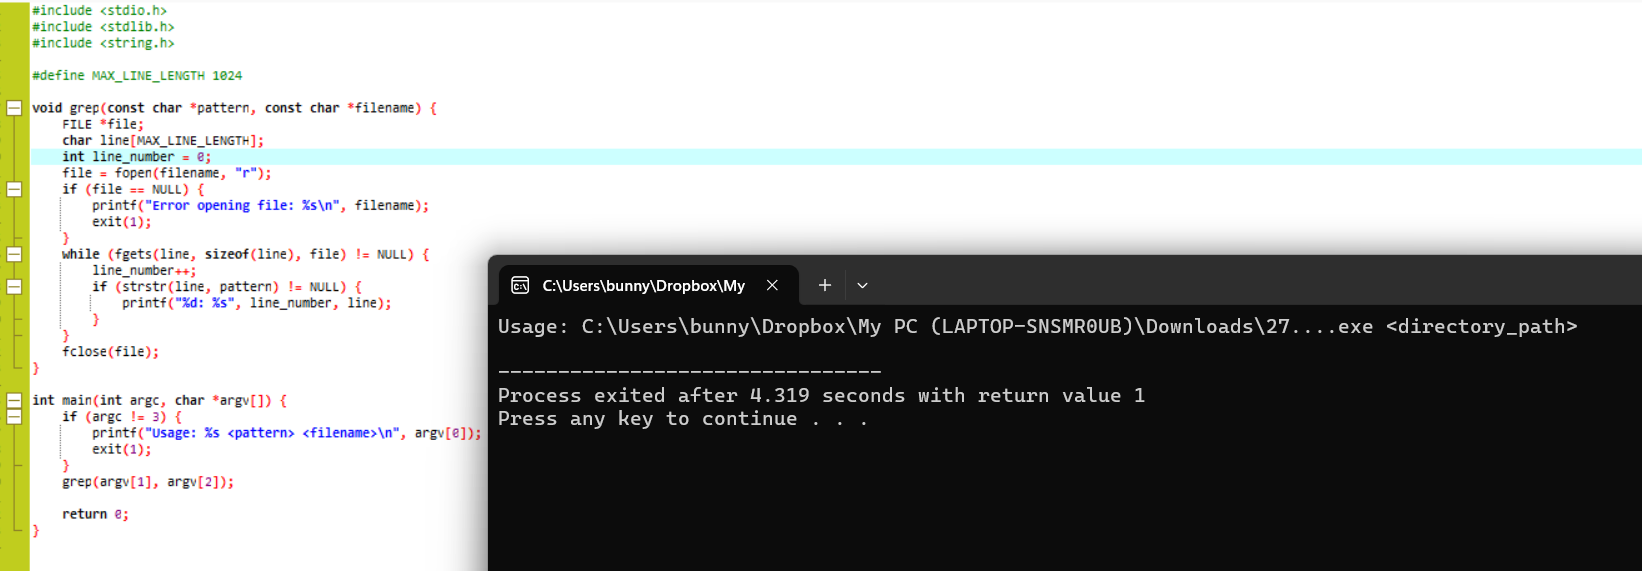 #include <stdio.h>
#include <stdlib.h>
#include <string.h>
#define MAX_LINE_LENGTH 1024
void grep(const char *pattern, const char *filename) {
FILE *file;
char line[MAX_LINE_LENGTH];
int line_number = 0;
file = fopen(filename, "r");
if (file == NULL) {
printf("Error opening file: %s\n", filename);
exit(1);
}
while (fgets(line, sizeof(line), file) != NULL) {
line_number++;
if (strstr(line, pattern) != NULL) {
printf("%d: %s", line_number, line);
}
}
fclose(file);
}
int main(int argc, char *argv[]) {
if (argc != 3) {
printf("Usage: %s <pattern> <filename>\n", argv[0]);
exit(1);
}
grep(argv[1], argv[2]);
return 0;
}
C:\Users\bunny\Dropbox\My
Usage: C:\Users\bunny\Dropbox\My PC (LAPTOP-SNSMR0UB)\Downloads\27....exe <directory_path>
--------------------------------
Process exited after 4.319 seconds with return value 1
Press any key to continue . . .